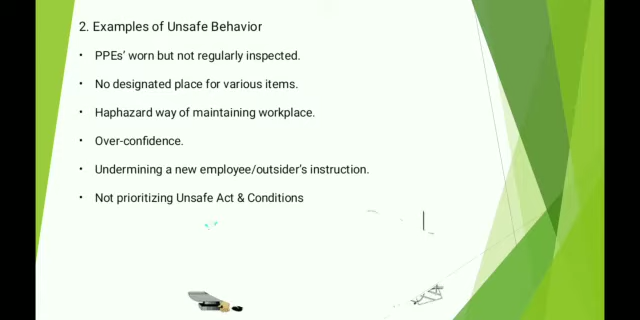 2. Examples of Unsafe Behavior
• PPEs' worn but not regularly inspected.
• No designated place for various items.
• Haphazard way of maintaining workplace.
• Over-confidence.
• Undermining a new employee/outsider's instruction.
• Not prioritizing Unsafe Act & Conditions